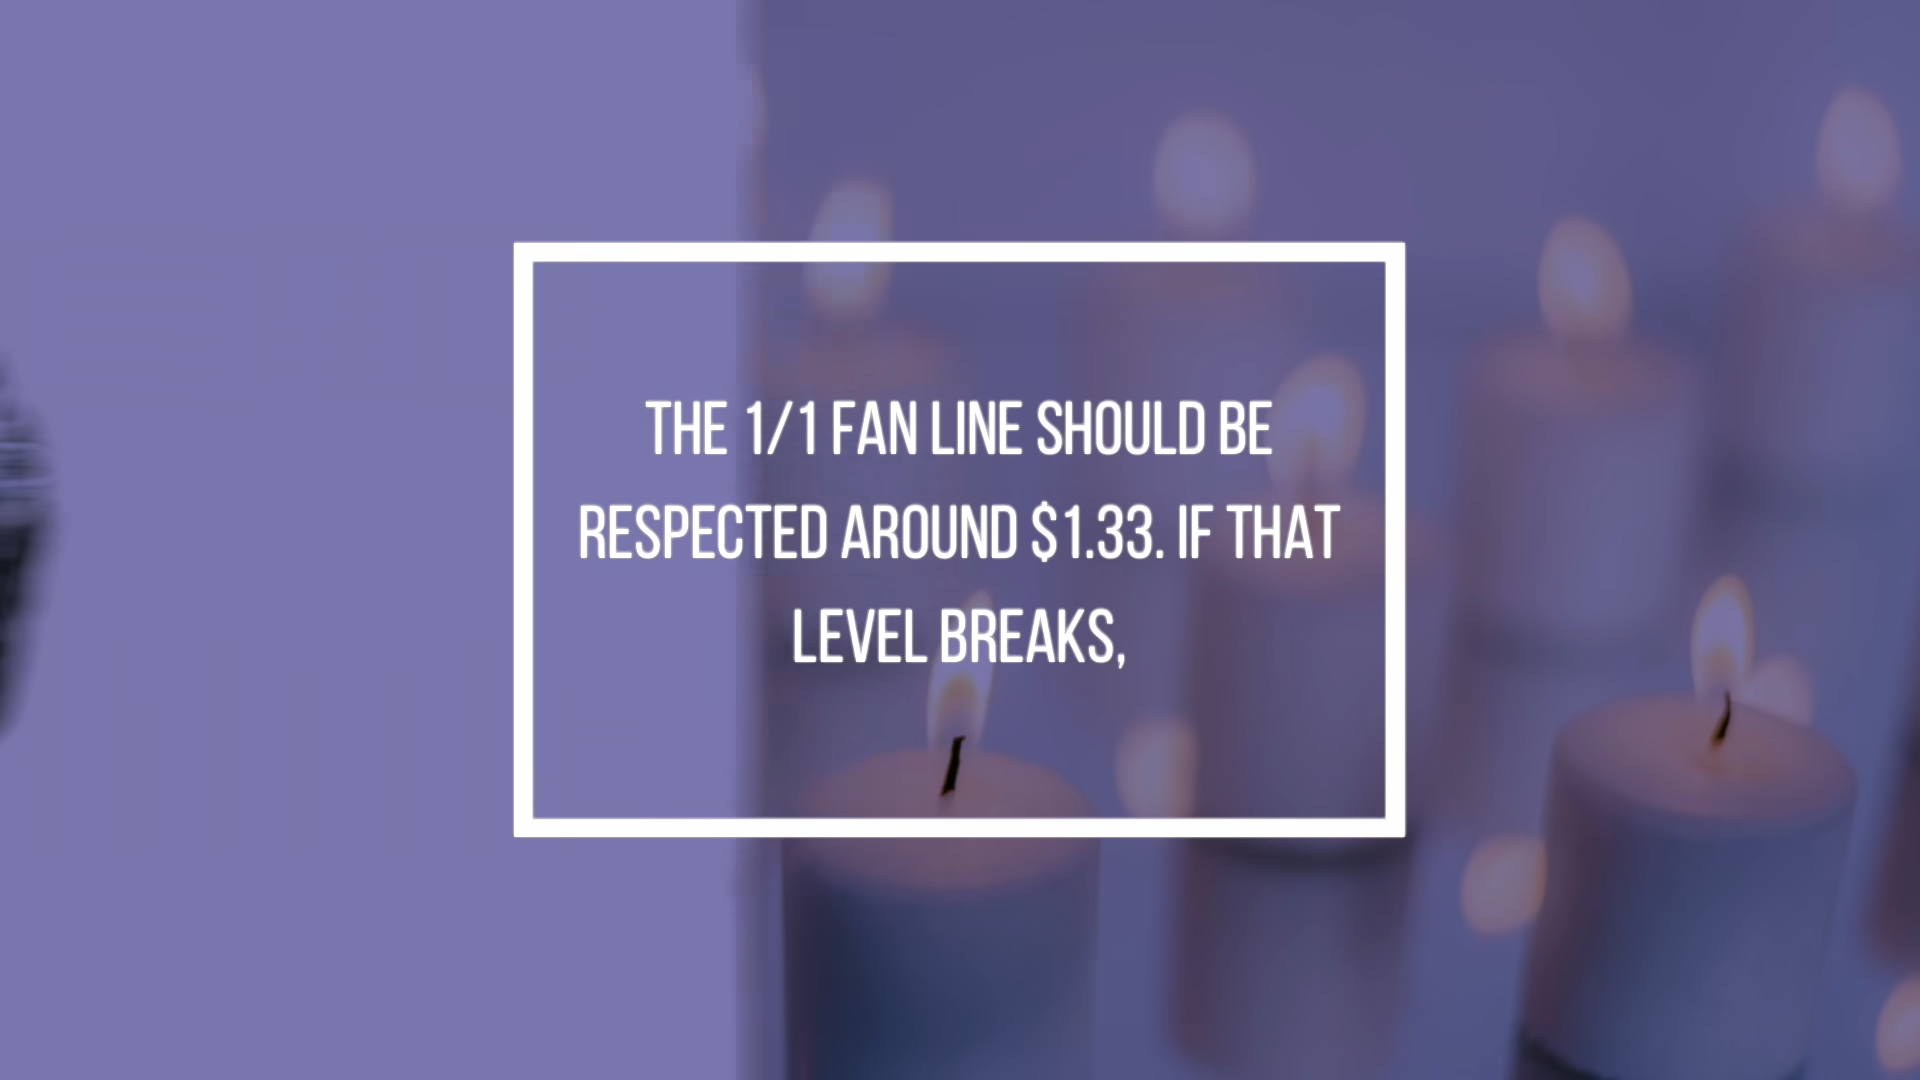 THE 1/1 FAN LINE SHOULD BE
RESPECTED AROUND $1.33. IF THAT
LEVEL BREAKS,